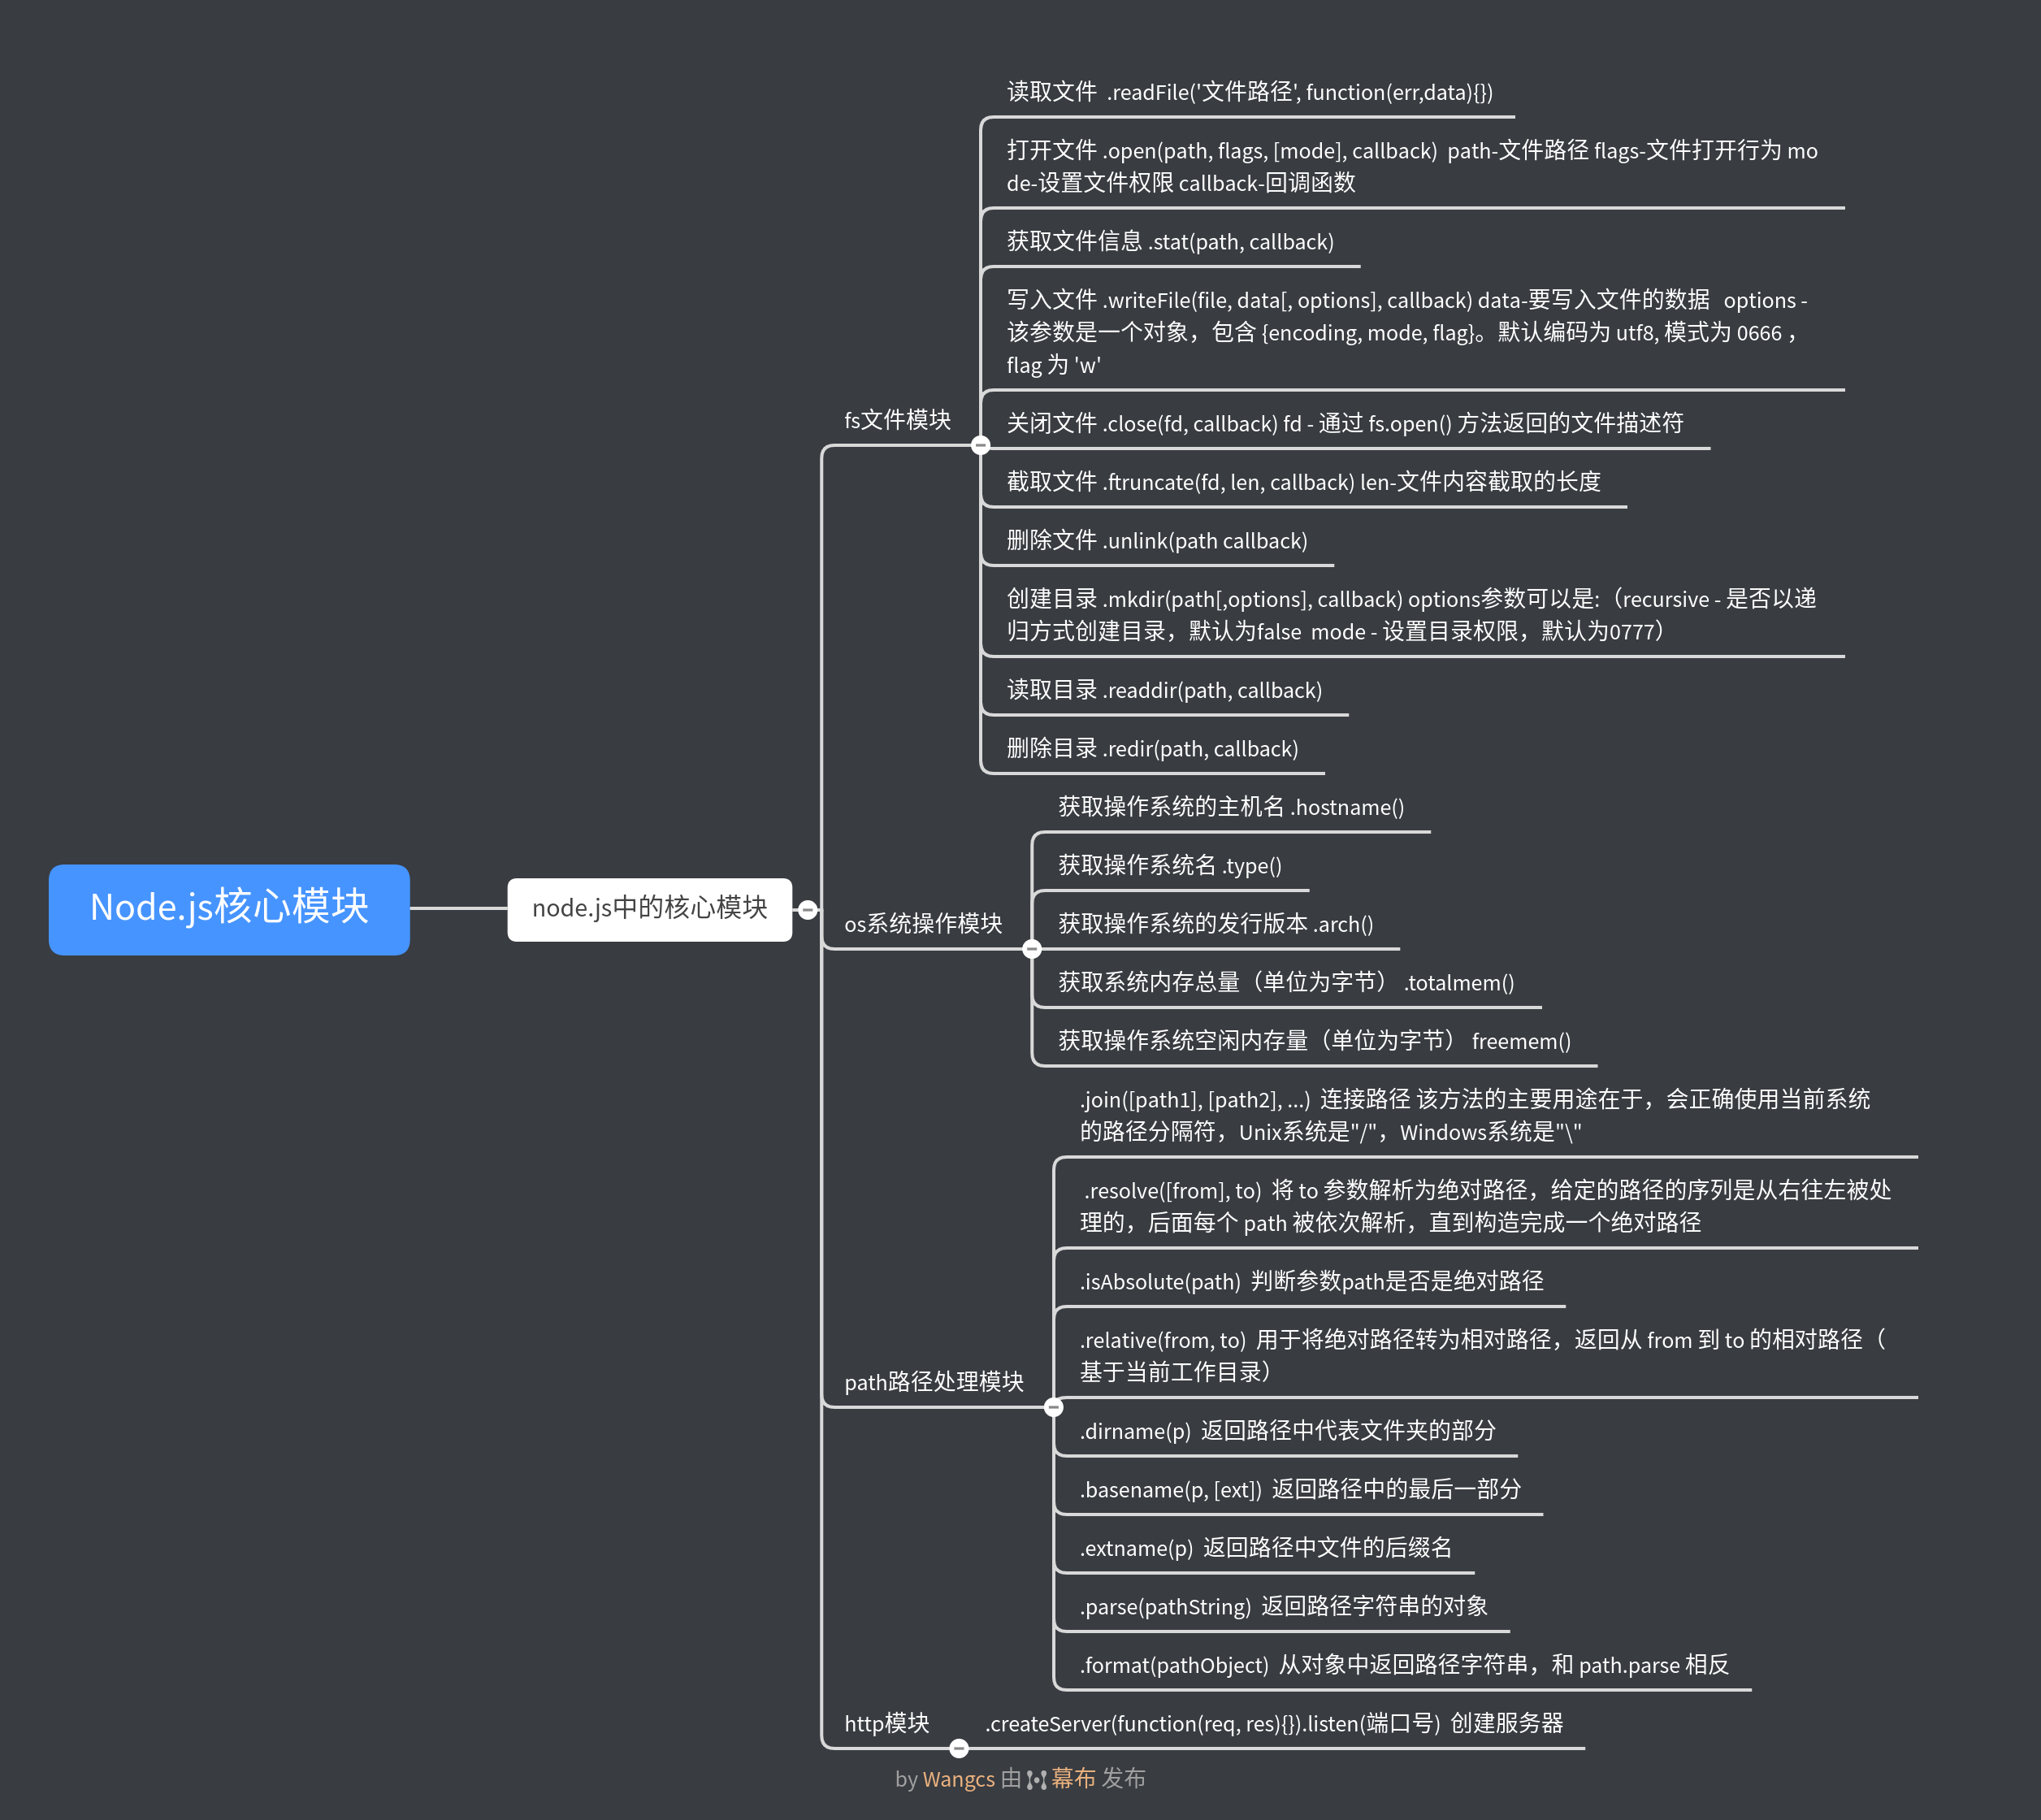 Node.js核心模块
node.js中的核心模块
fs文件模块
读取文件 .readFile('文件路径', function(err,data){})
打开文件 .open(path, flags, [mode], callback) path-文件路径 flags-文件打开行为 mo
de-设置文件权限 callback-回调函数
获取文件信息 .stat(path, callback)
写入文件 .writeFile(file, data[, options], callback) data-要写入文件的数据 options -
该参数是一个对象，包含 {encoding, mode, flag}。默认编码为 utf8, 模式为 0666 ，
flag 为 'w'
关闭文件 .close(fd, callback) fd - 通过 fs.open() 方法返回的文件描述符
截取文件 .ftruncate(fd, len, callback) len-文件内容截取的长度
删除文件 .unlink(path callback)
创建目录 .mkdir(path[,options], callback) options参数可以是:（recursive - 是否以递
归方式创建目录，默认为false mode - 设置目录权限，默认为0777）
读取目录 .readdir(path, callback)
删除目录 .redir(path, callback)
os系统操作模块
获取操作系统的主机名 .hostname()
获取操作系统名 .type()
获取操作系统的发行版本 .arch()
获取系统内存总量（单位为字节） .totalmem()
获取操作系统空闲内存量（单位为字节） freemem()
path路径处理模块
.join([path1], [path2], ...) 连接路径 该方法的主要用途在于，会正确使用当前系统
的路径分隔符，Unix系统是"/"，Windows系统是"\"
.resolve([from], to) 将 to 参数解析为绝对路径，给定的路径的序列是从右往左被处
理的，后面每个 path 被依次解析，直到构造完成一个绝对路径
.isAbsolute(path) 判断参数path是否是绝对路径
.relative(from, to) 用于将绝对路径转为相对路径，返回从 from 到 to 的相对路径（
基于当前工作目录）
.dirname(p) 返回路径中代表文件夹的部分
.basename(p, [ext]) 返回路径中的最后一部分
.extname(p) 返回路径中文件的后缀名
.parse(pathString) 返回路径字符串的对象
.format(pathObject) 从对象中返回路径字符串，和 path.parse 相反
http模块
.createServer(function(req, res){}).listen(端口号) 创建服务器
by Wangcs 由 幕布 发布